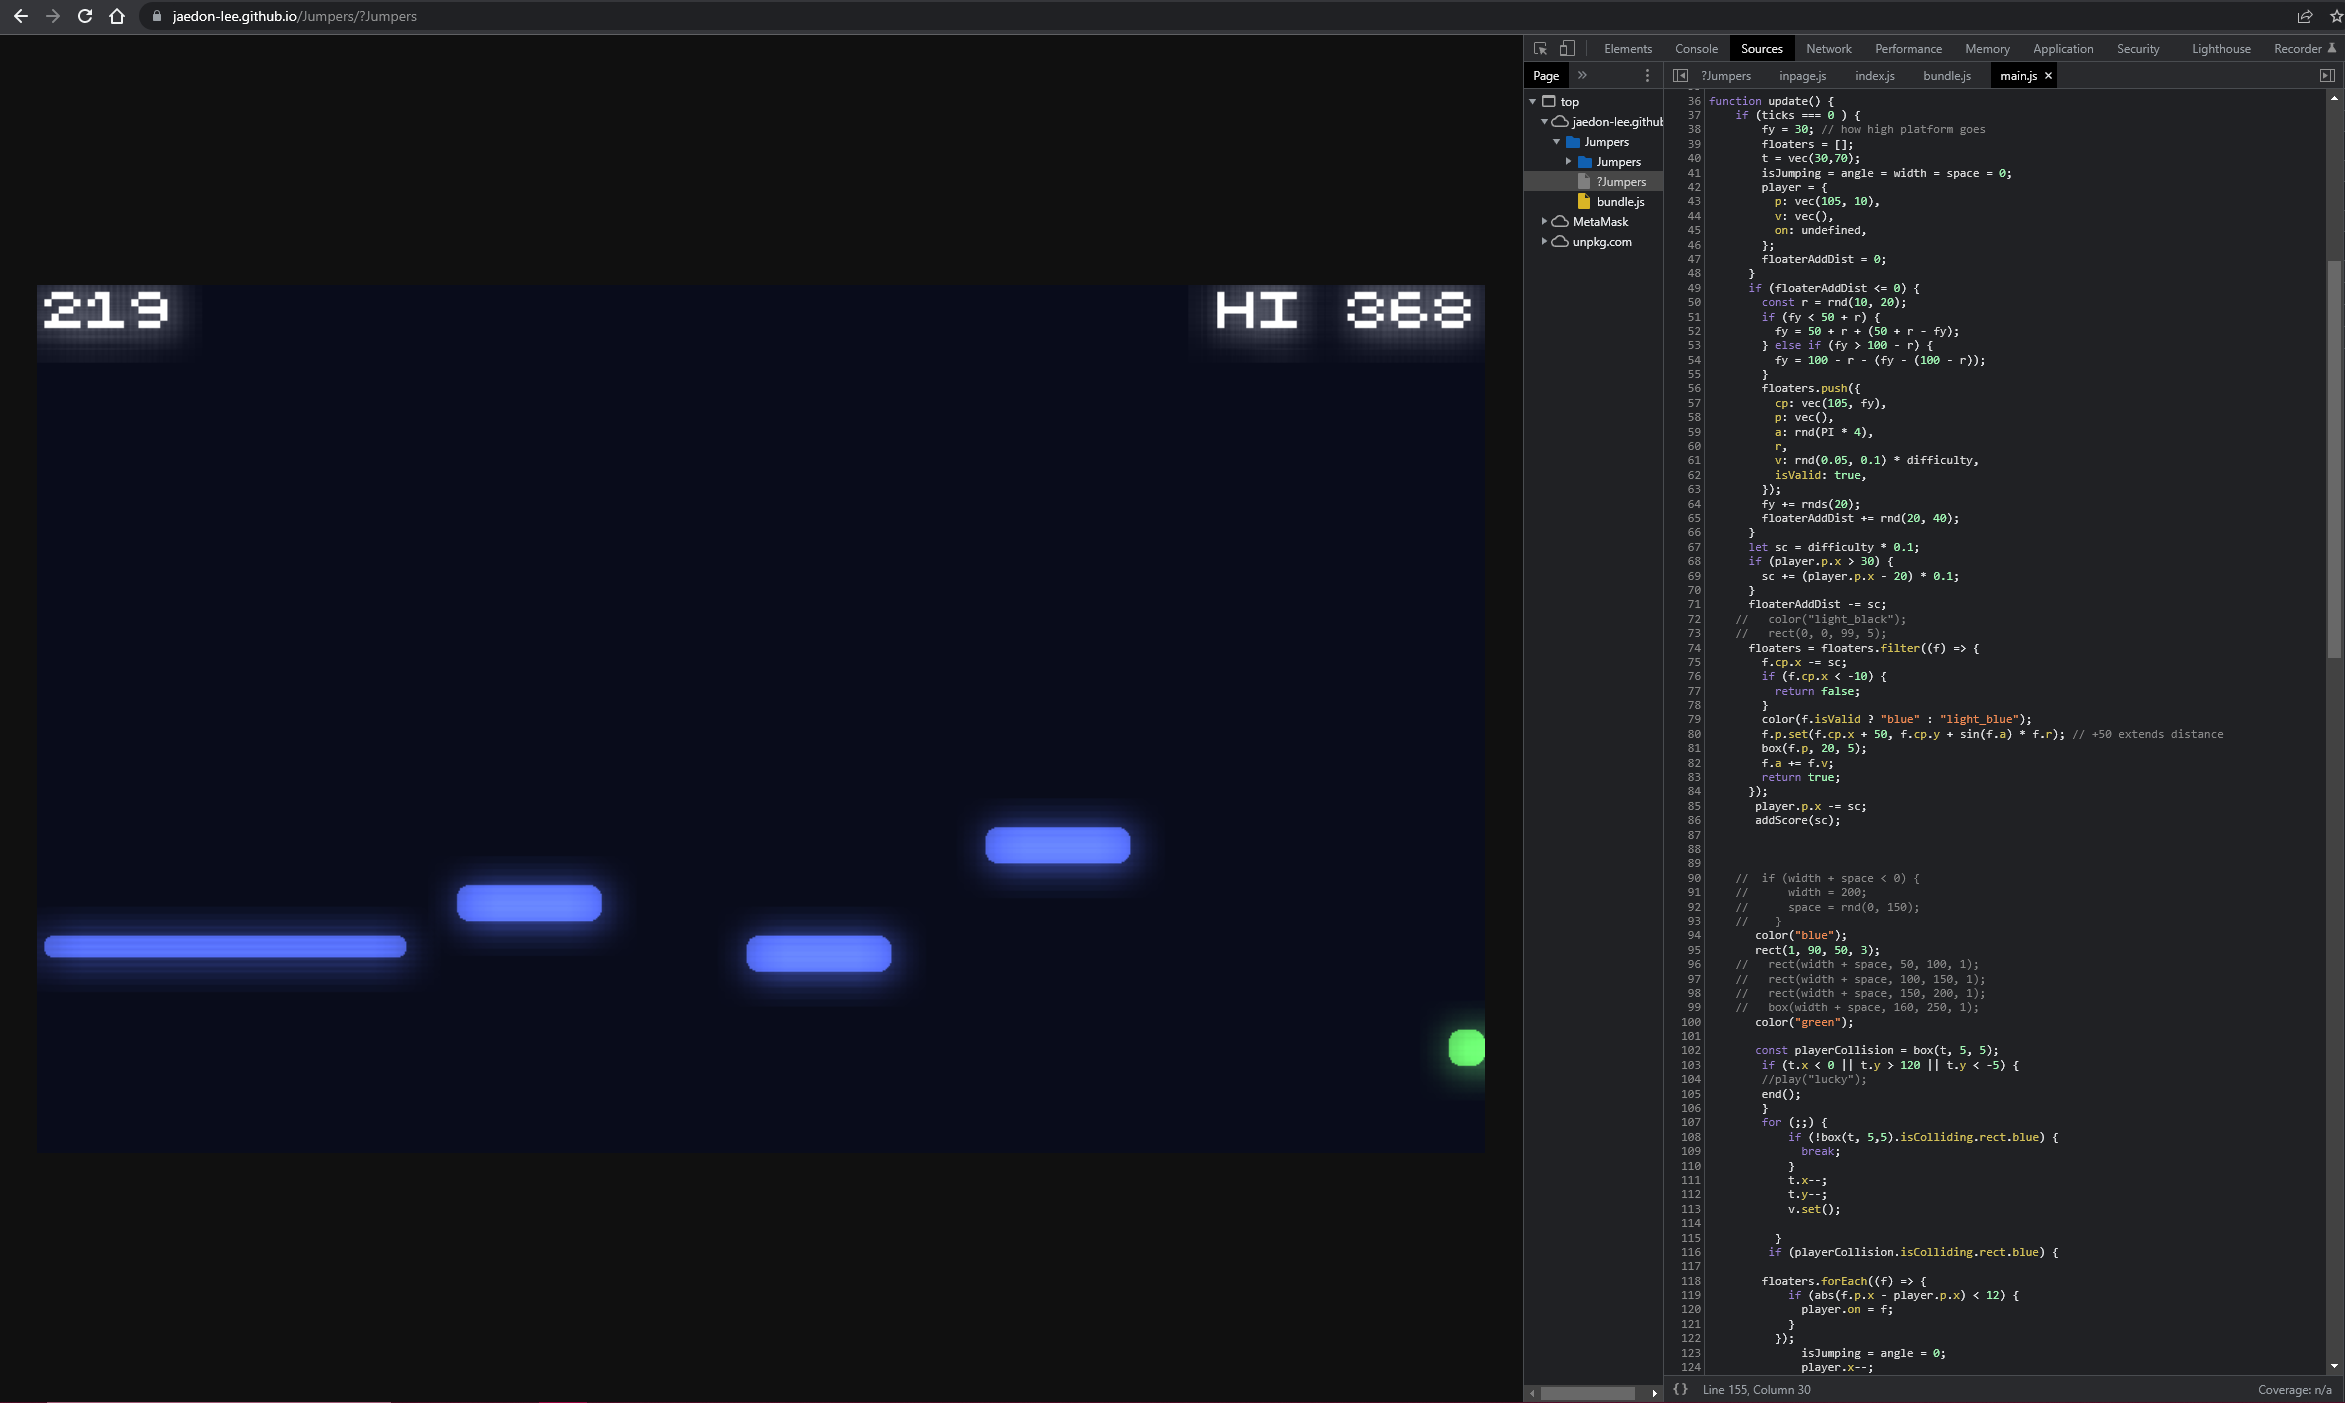 jaedon-lee.github.io/Jumpers/?Jumpers
Elements Console Sources Network Performance Memory Application Security Lighthouse Recorder
Page » ?Jumpers inpage.js index.js bundle.js main.js ×
top
jaedon-lee.github
Jumpers
Jumpers
?Jumpers
bundle.js
MetaMask
unpkg.com
219 HI 368
36 function update() {
37 if (ticks === 0 ) {
38 fy = 30; // how high platform goes
39 floaters = [];
40 t = vec(30,70);
41 isJumping = angle = width = space = 0;
42 player = {
43 p: vec(105, 10),
44 v: vec(),
45 on: undefined,
46 };
47 floaterAddDist = 0;
48 }
49 if (floaterAddDist <= 0) {
50 const r = rnd(10, 20);
51 if (fy < 50 + r) {
52 fy = 50 + r + (50 + r - fy);
53 } else if (fy > 100 - r) {
54 fy = 100 - r - (fy - (100 - r));
55 }
56 floaters.push({
57 cp: vec(105, fy),
58 p: vec(),
59 a: rnd(PI * 4),
60 r,
61 v: rnd(0.05, 0.1) * difficulty,
62 isValid: true,
63 });
64 fy += rnds(20);
65 floaterAddDist += rnd(20, 40);
66 }
67 let sc = difficulty * 0.1;
68 if (player.p.x > 30) {
69 sc += (player.p.x - 20) * 0.1;
70 }
71 floaterAddDist -= sc;
72 // color("light_black");
73 // rect(0, 0, 99, 5);
74 floaters = floaters.filter((f) => {
75 f.cp.x -= sc;
76 if (f.cp.x < -10) {
77 return false;
78 }
79 color(f.isValid ? "blue" : "light_blue");
80 f.p.set(f.cp.x + 50, f.cp.y + sin(f.a) * f.r); // +50 extends distance
81 box(f.p, 20, 5);
82 f.a += f.v;
83 return true;
84 });
85 player.p.x -= sc;
86 addScore(sc);
87
88
89
90 // if (width + space < 0) {
91 // width = 200;
92 // space = rnd(0, 150);
93 // }
94 color("blue");
95 rect(1, 90, 50, 3);
96 // rect(width + space, 50, 100, 1);
97 // rect(width + space, 100, 150, 1);
98 // rect(width + space, 150, 200, 1);
99 // box(width + space, 160, 250, 1);
100 color("green");
101
102 const playerCollision = box(t, 5, 5);
103 if (t.x < 0 || t.y > 120 || t.y < -5) {
104 //play("lucky");
105 end();
106 }
107 for (;;) {
108 if (!box(t, 5,5).isColliding.rect.blue) {
109 break;
110 }
111 t.x--;
112 t.y--;
113 v.set();
114
115 }
116 if (playerCollision.isColliding.rect.blue) {
117
118 floaters.forEach((f) => {
119 if (abs(f.p.x - player.p.x) < 12) {
120 player.on = f;
121 }
122 });
123 isJumping = angle = 0;
124 player.x--;
{} Line 155, Column 30 Coverage: n/a